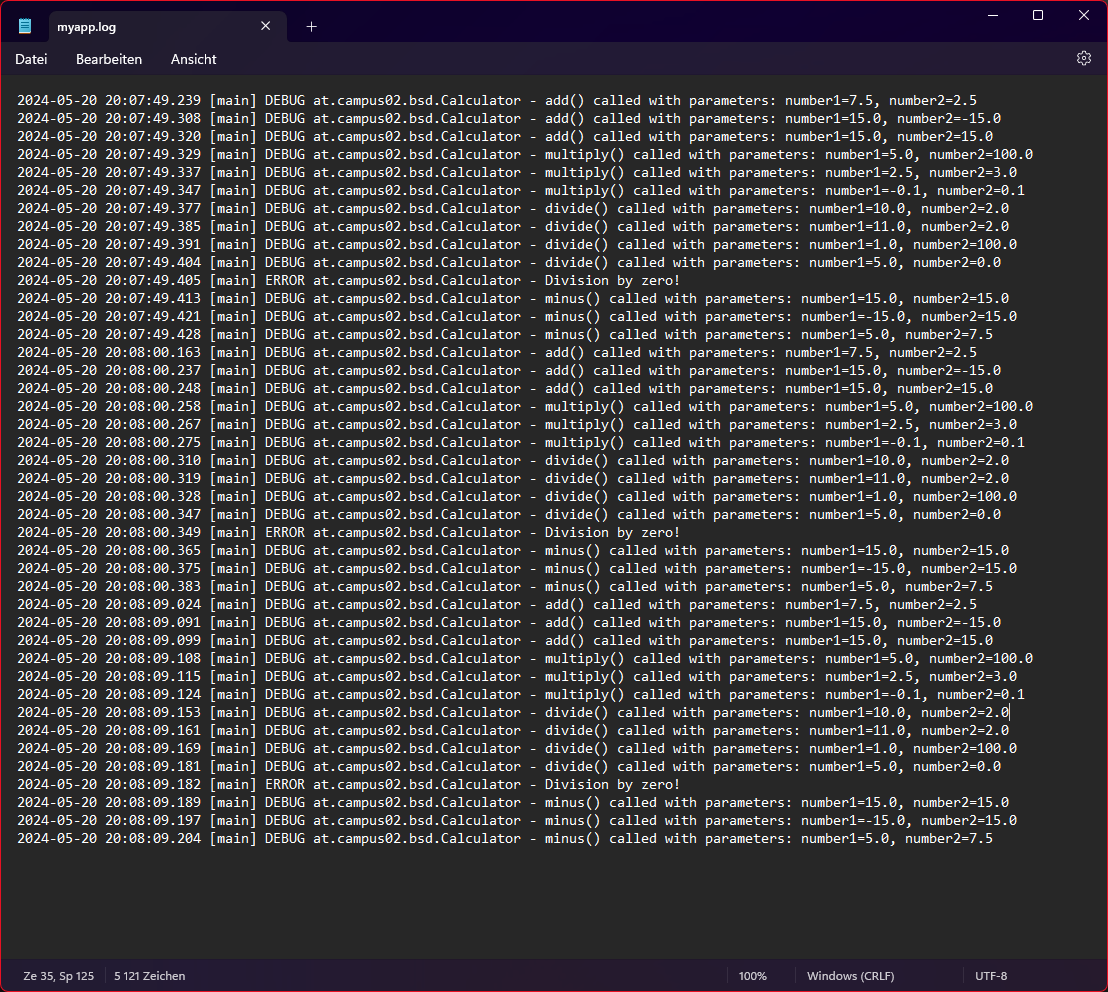 myapp.log
Datei Bearbeiten Ansicht
2024-05-20 20:07:49.239 [main] DEBUG at.campus02.bsd.Calculator - add() called with parameters: number1=7.5, number2=2.5
2024-05-20 20:07:49.308 [main] DEBUG at.campus02.bsd.Calculator - add() called with parameters: number1=15.0, number2=-15.0
2024-05-20 20:07:49.320 [main] DEBUG at.campus02.bsd.Calculator - add() called with parameters: number1=15.0, number2=15.0
2024-05-20 20:07:49.329 [main] DEBUG at.campus02.bsd.Calculator - multiply() called with parameters: number1=5.0, number2=100.0
2024-05-20 20:07:49.337 [main] DEBUG at.campus02.bsd.Calculator - multiply() called with parameters: number1=2.5, number2=3.0
2024-05-20 20:07:49.347 [main] DEBUG at.campus02.bsd.Calculator - multiply() called with parameters: number1=-0.1, number2=0.1
2024-05-20 20:07:49.377 [main] DEBUG at.campus02.bsd.Calculator - divide() called with parameters: number1=10.0, number2=2.0
2024-05-20 20:07:49.385 [main] DEBUG at.campus02.bsd.Calculator - divide() called with parameters: number1=11.0, number2=2.0
2024-05-20 20:07:49.391 [main] DEBUG at.campus02.bsd.Calculator - divide() called with parameters: number1=1.0, number2=100.0
2024-05-20 20:07:49.404 [main] DEBUG at.campus02.bsd.Calculator - divide() called with parameters: number1=5.0, number2=0.0
2024-05-20 20:07:49.405 [main] ERROR at.campus02.bsd.Calculator - Division by zero!
2024-05-20 20:07:49.413 [main] DEBUG at.campus02.bsd.Calculator - minus() called with parameters: number1=15.0, number2=15.0
2024-05-20 20:07:49.421 [main] DEBUG at.campus02.bsd.Calculator - minus() called with parameters: number1=-15.0, number2=15.0
2024-05-20 20:07:49.428 [main] DEBUG at.campus02.bsd.Calculator - minus() called with parameters: number1=5.0, number2=7.5
2024-05-20 20:08:00.163 [main] DEBUG at.campus02.bsd.Calculator - add() called with parameters: number1=7.5, number2=2.5
2024-05-20 20:08:00.237 [main] DEBUG at.campus02.bsd.Calculator - add() called with parameters: number1=15.0, number2=-15.0
2024-05-20 20:08:00.248 [main] DEBUG at.campus02.bsd.Calculator - add() called with parameters: number1=15.0, number2=15.0
2024-05-20 20:08:00.258 [main] DEBUG at.campus02.bsd.Calculator - multiply() called with parameters: number1=5.0, number2=100.0
2024-05-20 20:08:00.267 [main] DEBUG at.campus02.bsd.Calculator - multiply() called with parameters: number1=2.5, number2=3.0
2024-05-20 20:08:00.275 [main] DEBUG at.campus02.bsd.Calculator - multiply() called with parameters: number1=-0.1, number2=0.1
2024-05-20 20:08:00.310 [main] DEBUG at.campus02.bsd.Calculator - divide() called with parameters: number1=10.0, number2=2.0
2024-05-20 20:08:00.319 [main] DEBUG at.campus02.bsd.Calculator - divide() called with parameters: number1=11.0, number2=2.0
2024-05-20 20:08:00.328 [main] DEBUG at.campus02.bsd.Calculator - divide() called with parameters: number1=1.0, number2=100.0
2024-05-20 20:08:00.347 [main] DEBUG at.campus02.bsd.Calculator - divide() called with parameters: number1=5.0, number2=0.0
2024-05-20 20:08:00.349 [main] ERROR at.campus02.bsd.Calculator - Division by zero!
2024-05-20 20:08:00.365 [main] DEBUG at.campus02.bsd.Calculator - minus() called with parameters: number1=15.0, number2=15.0
2024-05-20 20:08:00.375 [main] DEBUG at.campus02.bsd.Calculator - minus() called with parameters: number1=-15.0, number2=15.0
2024-05-20 20:08:00.383 [main] DEBUG at.campus02.bsd.Calculator - minus() called with parameters: number1=5.0, number2=7.5
2024-05-20 20:08:09.024 [main] DEBUG at.campus02.bsd.Calculator - add() called with parameters: number1=7.5, number2=2.5
2024-05-20 20:08:09.091 [main] DEBUG at.campus02.bsd.Calculator - add() called with parameters: number1=15.0, number2=-15.0
2024-05-20 20:08:09.099 [main] DEBUG at.campus02.bsd.Calculator - add() called with parameters: number1=15.0, number2=15.0
2024-05-20 20:08:09.108 [main] DEBUG at.campus02.bsd.Calculator - multiply() called with parameters: number1=5.0, number2=100.0
2024-05-20 20:08:09.115 [main] DEBUG at.campus02.bsd.Calculator - multiply() called with parameters: number1=2.5, number2=3.0
2024-05-20 20:08:09.124 [main] DEBUG at.campus02.bsd.Calculator - multiply() called with parameters: number1=-0.1, number2=0.1
2024-05-20 20:08:09.153 [main] DEBUG at.campus02.bsd.Calculator - divide() called with parameters: number1=10.0, number2=2.0
2024-05-20 20:08:09.161 [main] DEBUG at.campus02.bsd.Calculator - divide() called with parameters: number1=11.0, number2=2.0
2024-05-20 20:08:09.169 [main] DEBUG at.campus02.bsd.Calculator - divide() called with parameters: number1=1.0, number2=100.0
2024-05-20 20:08:09.181 [main] DEBUG at.campus02.bsd.Calculator - divide() called with parameters: number1=5.0, number2=0.0
2024-05-20 20:08:09.182 [main] ERROR at.campus02.bsd.Calculator - Division by zero!
2024-05-20 20:08:09.189 [main] DEBUG at.campus02.bsd.Calculator - minus() called with parameters: number1=15.0, number2=15.0
2024-05-20 20:08:09.197 [main] DEBUG at.campus02.bsd.Calculator - minus() called with parameters: number1=-15.0, number2=15.0
2024-05-20 20:08:09.204 [main] DEBUG at.campus02.bsd.Calculator - minus() called with parameters: number1=5.0, number2=7.5
Ze 35, Sp 125 5 121 Zeichen 100% Windows (CRLF) UTF-8